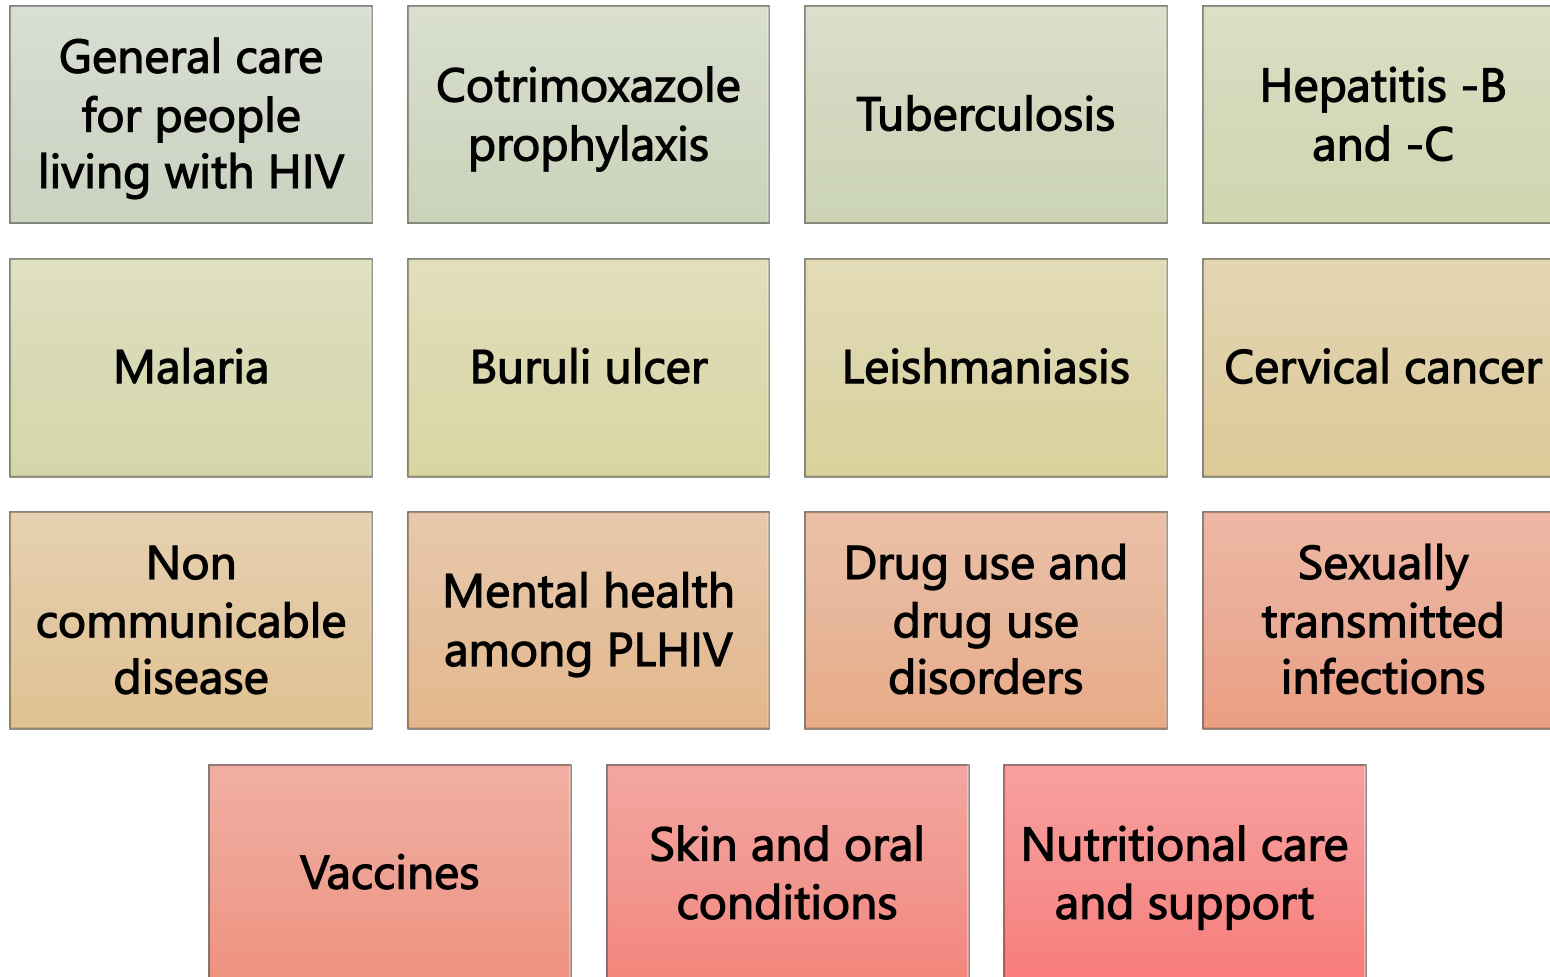 General care
for people
living with HIV
Cotrimoxazole
prophylaxis
Tuberculosis
Hepatitis -B
and -C
Malaria
Buruli ulcer
Leishmaniasis
Cervical cancer
Non
communicable
disease
Mental health
among PLHIV
Drug use and
drug use
disorders
Sexually
transmitted
infections
Vaccines
Skin and oral
conditions
Nutritional care
and support